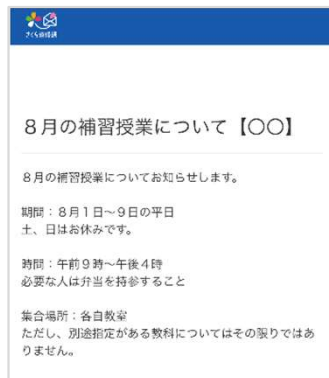 さくら連絡網
8月の補習授業について【〇〇】
8月の補習授業についてお知らせします。
期間：8月1日～9日の平日
土、日はお休みです。
時間：午前9時～午後4時
必要な人は弁当を持参すること
集合場所：各自教室
ただし、別途指定がある教科についてはその限りではあ
りません。